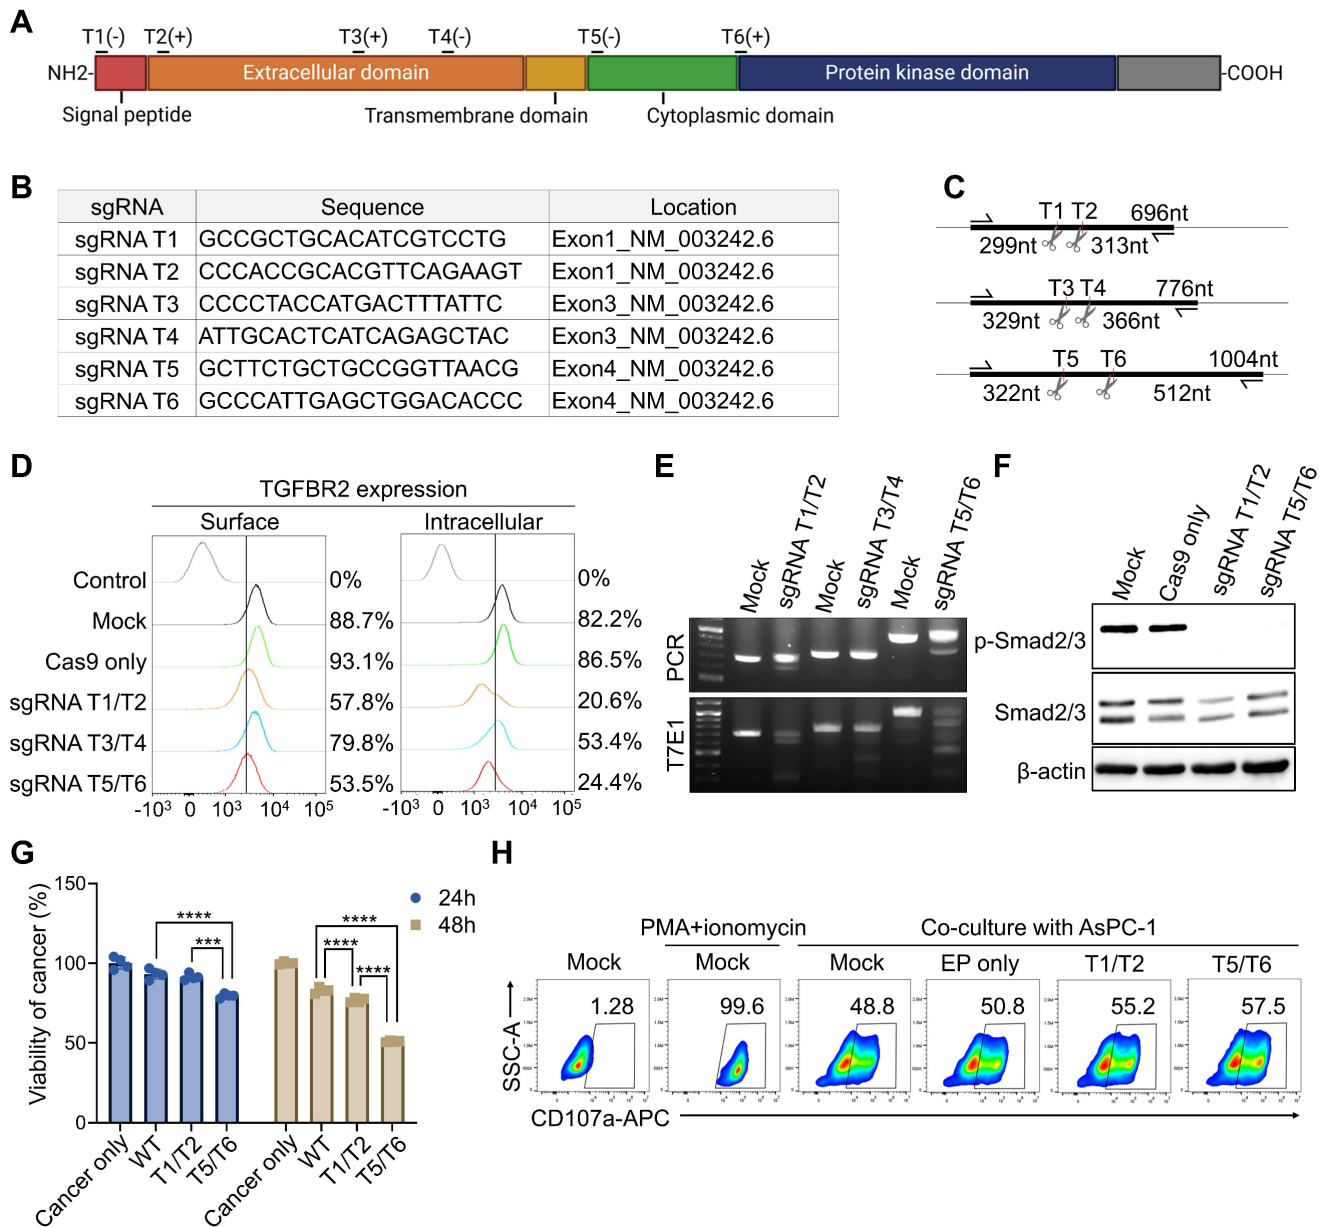 A
T1(-) T2(+) T3(+) T4(-) T5(-) T6(+)
NH2- Extracellular domain Protein kinase domain -COOH
Signal peptide Transmembrane domain Cytoplasmic domain
B
sgRNA Sequence Location
sgRNA T1 GCCGCTGCACATCGTCCTG Exon1_NM_003242.6
sgRNA T2 CCCACCGCACGTTCAGAAGT Exon1_NM_003242.6
sgRNA T3 CCCCTACCATGACTTTATTC Exon3_NM_003242.6
sgRNA T4 ATTGCACTCATCAGAGCTAC Exon3_NM_003242.6
sgRNA T5 GCTTCTGCTGCCGGTTAACG Exon4_NM_003242.6
sgRNA T6 GCCCATTGAGCTGGACACCC Exon4_NM_003242.6
C
T1 T2 696nt
299nt 313nt
T3 T4 776nt
329nt 366nt
T5 T6 1004nt
322nt 512nt
D
TGFBR2 expression
Surface Intracellular
Control 0% 0%
Mock 88.7% 82.2%
Cas9 only 93.1% 86.5%
sgRNA T1/T2 57.8% 20.6%
sgRNA T3/T4 79.8% 53.4%
sgRNA T5/T6 53.5% 24.4%
-10³ 0 10³ 10⁴ 10⁵ -10³ 0 10³ 10⁴ 10⁵
E
Mock sgRNA T1/T2 Mock sgRNA T3/T4 Mock sgRNA T5/T6
PCR
T7E1
F
Mock Cas9 only sgRNA T1/T2 sgRNA T5/T6
p-Smad2/3
Smad2/3
β-actin
G
Viability of cancer (%)
150
100
50
0
24h
48h
**** *** **** **** ****
Cancer only WT T1/T2 T5/T6 Cancer only WT T1/T2 T5/T6
H
PMA+ionomycin Co-culture with AsPC-1
Mock Mock Mock EP only T1/T2 T5/T6
1.28 99.6 48.8 50.8 55.2 57.5
SSC-A
CD107a-APC